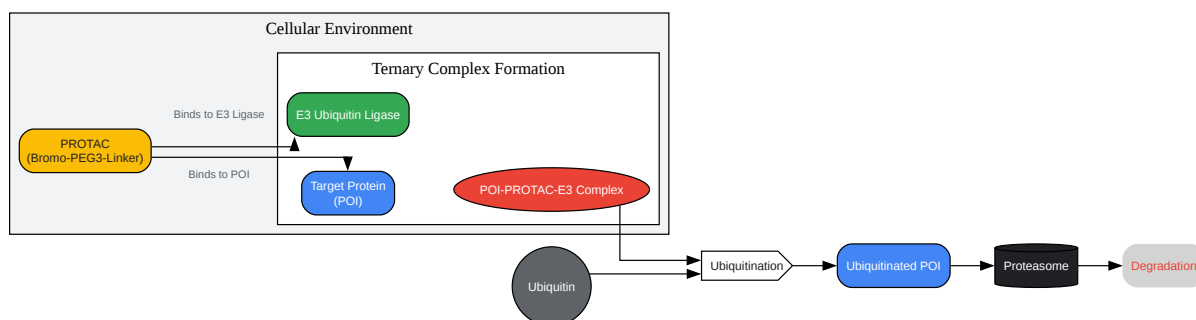 Cellular Environment
Ternary Complex Formation
Binds to E3 Ligase
E3 Ubiquitin Ligase
PROTAC
(Bromo-PEG3-Linker)
Binds to POI
Target Protein
(POI)
POI-PROTAC-E3 Complex
Ubiquitin
Ubiquitination
Ubiquitinated POI
Proteasome
Degradation